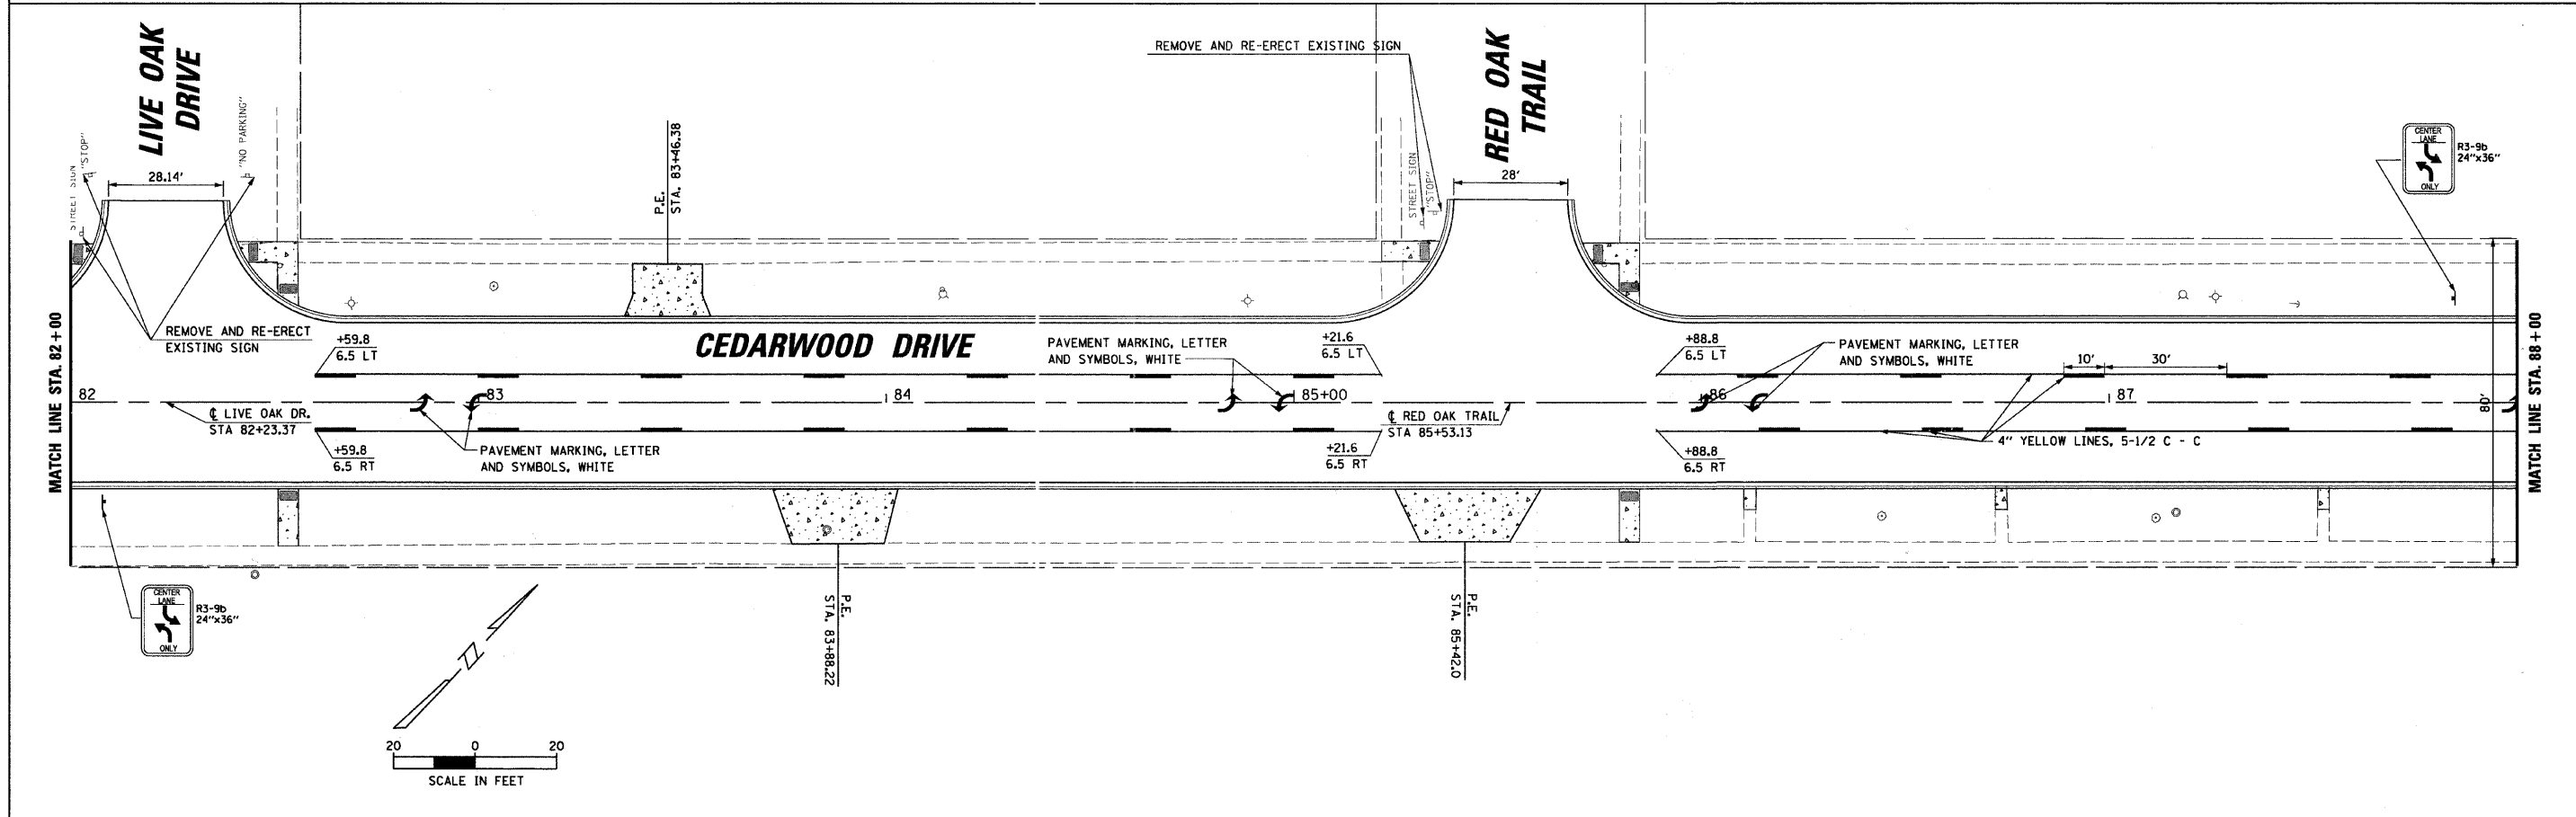 LIVE OAK
DRIVE
STREET SIGN
"STOP"
"NO PARKING"
28.14'
P.E.
STA. 83+46.38
REMOVE AND RE-ERECT EXISTING SIGN
STREET SIGN
"STOP"
RED OAK
TRAIL
28'
CENTER
LANE
ONLY
R3-9b
24"x36"
MATCH LINE STA. 82+00
REMOVE AND RE-ERECT
EXISTING SIGN
+59.8
6.5 LT
CEDARWOOD DRIVE
PAVEMENT MARKING, LETTER
AND SYMBOLS, WHITE
+21.6
6.5 LT
+88.8
6.5 LT
PAVEMENT MARKING, LETTER
AND SYMBOLS, WHITE
10'
30'
82
83
84
85+00
86
87
80'
MATCH LINE STA. 88+00
℄ LIVE OAK DR.
STA 82+23.37
℄ RED OAK TRAIL
STA 85+53.13
+59.8
6.5 RT
PAVEMENT MARKING, LETTER
AND SYMBOLS, WHITE
+21.6
6.5 RT
+88.8
6.5 RT
4" YELLOW LINES, 5-1/2 C - C
CENTER
LANE
ONLY
R3-9b
24"x36"
P.E.
STA. 83+88.22
P.E.
STA. 85+42.0
Z
20 0 20
SCALE IN FEET